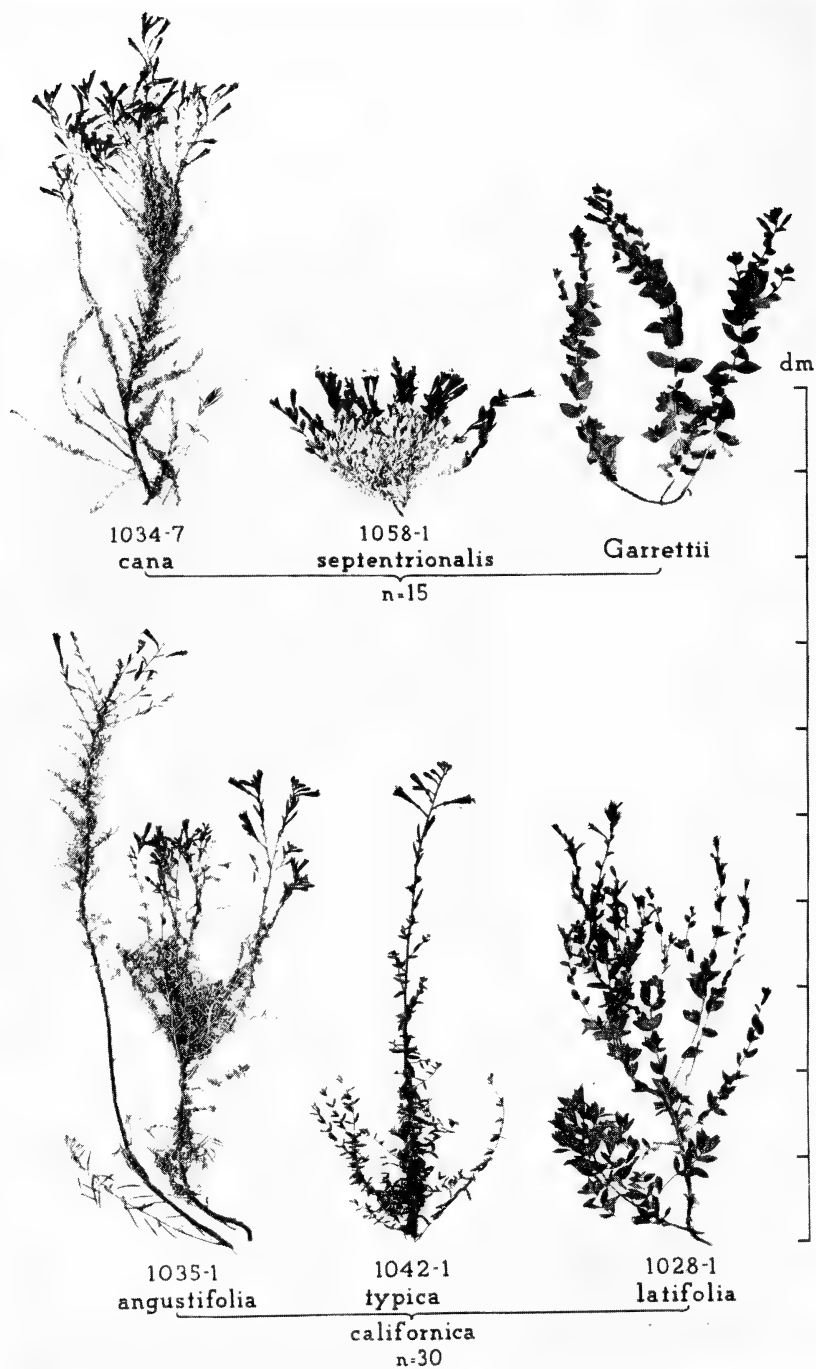 dm
1034-7
cana
1058-1
septentrionalis
Garrettii
n=15
1035-1
angustifolia
1042-1
typica
1028-1
latifolia
californica
n=30